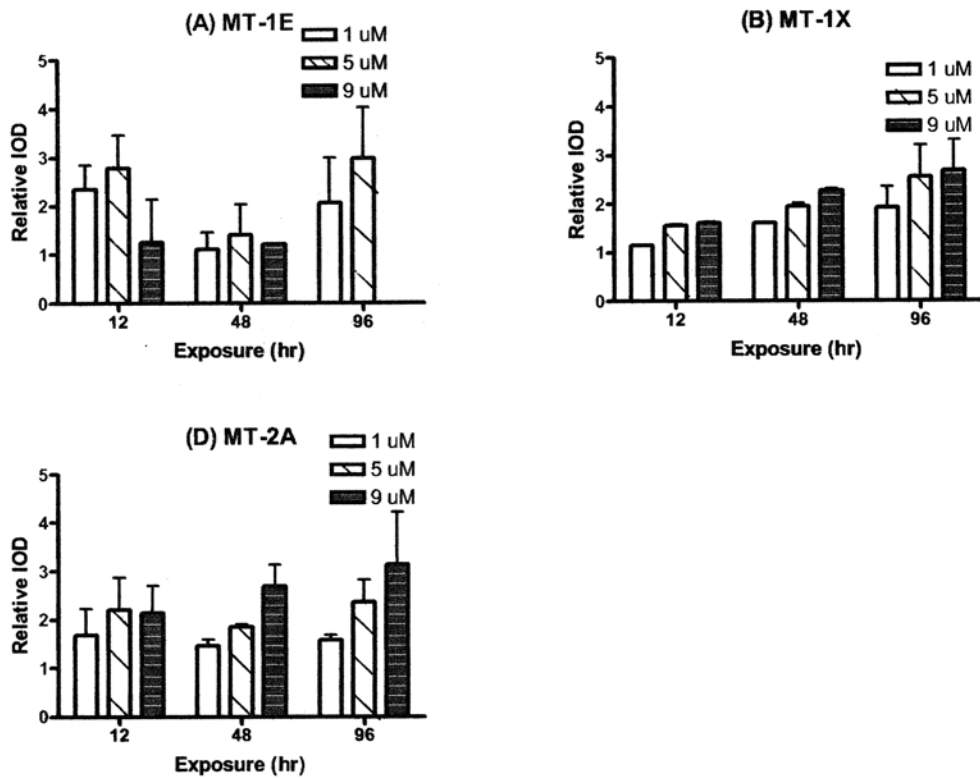 (A) MT-1E
1 uM
5 uM
9 uM
5
4
3
2
1
0
Relative IOD
12
48
96
Exposure (hr)
(B) MT-1X
1 uM
5 uM
9 uM
5
4
3
2
1
0
Relative IOD
12
48
96
Exposure (hr)
(D) MT-2A
1 uM
5 uM
9 uM
5
4
3
2
1
0
Relative IOD
12
48
96
Exposure (hr)